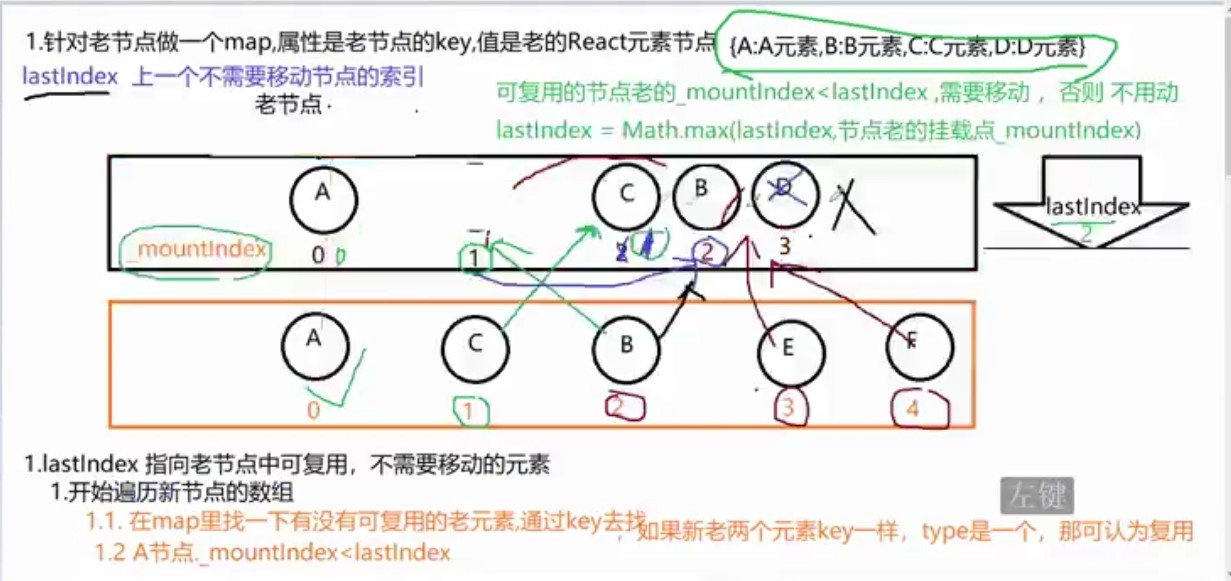 1.针对老节点做一个map,属性是老节点的key,值是老的React元素节点 {A:A元素,B:B元素,C:C元素,D:D元素}
lastIndex 上一个不需要移动节点的索引
可复用的节点老的_mountIndex<lastIndex ,需要移动 ，否则 不用动
老节点
lastIndex = Math.max(lastIndex,节点老的挂载点_mountIndex)
A C B D
lastIndex
2
_mountIndex 0 0 1 2 1 2 3
A C B E F
0 1 2 3 4
1.lastIndex 指向老节点中可复用，不需要移动的元素
1.开始遍历新节点的数组
左键
1.1. 在map里找一下有没有可复用的老元素,通过key去找，如果新老两个元素key一样，type是一个，那可认为复用
1.2 A节点._mountIndex<lastIndex